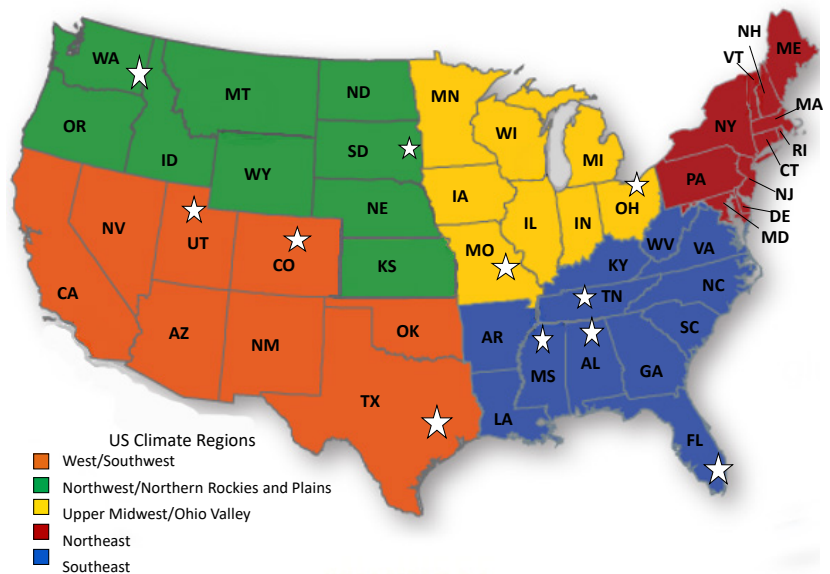 NH
ME
VT
WA
MT
ND
MN
MA
OR
NY
WI
RI
SD
MI
ID
CT
WY
PA
IA
NJ
NE
OH
DE
NV
IL
IN
MD
UT
WV
VA
CO
MO
KS
KY
CA
NC
TN
OK
SC
AZ
AR
NM
AL
GA
MS
TX
LA
FL
US Climate Regions
West/Southwest
Northwest/Northern Rockies and Plains
Upper Midwest/Ohio Valley
Northeast
Southeast